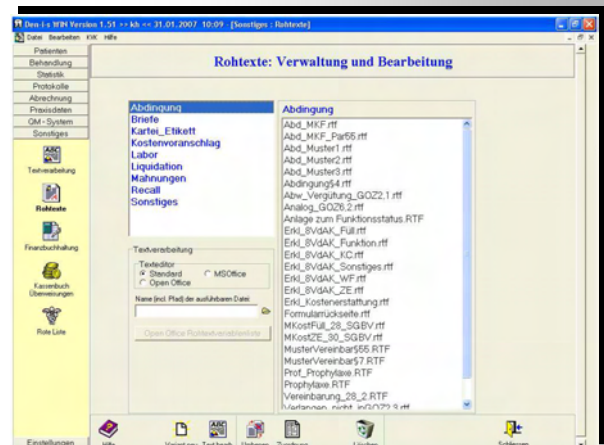 Den-i-s WIN Version 1.51 >> kh << 31.01.2007 10:09 - [Sonstiges : Rohtexte]
Datei Bearbeiten KVK Hilfe
Patienten
Behandlung
Statistik
Protokolle
Abrechnung
Praxisdaten
QM - System
Sonstiges
Textverarbeitung
Rohtexte
Finanzbuchhaltung
Kassenbuch
Überweisungen
Rote Liste
Einstellungen
Rohtexte: Verwaltung und Bearbeitung
Abdingung
Briefe
Kartei_Etikett
Kostenvoranschlag
Labor
Liquidation
Mahnungen
Recall
Sonstiges
Textverarbeitung
Texteditor
Standard MSOffice
Open Office
Name (incl. Pfad) der ausführbaren Datei
Open Office Rohtextvariablenliste
Abdingung
Abd_MKF.rtf
Abd_MKF_Par55.rtf
Abd_Muster1.rtf
Abd_Muster2.rtf
Abd_Muster3.rtf
Abdingung§4.rtf
Abw_Vergütung_GOZ2,1.rtf
Analog_GOZ6,2.rtf
Anlage zum Funktionsstatus.RTF
Erkl_8VdAK_Füll.rtf
Erkl_8VdAK_Funktion.rtf
Erkl_8VdAK_KC.rtf
Erkl_8VdAK_Sonstiges.rtf
Erkl_8VdAK_WF.rtf
Erkl_8VdAK_ZE.rtf
Erkl_Kostenerstattung.rtf
Formularrückseite.rtf
MKostFüll_28_SGBV.rtf
MKostZE_30_SGBV.rtf
MusterVereinbar§55.RTF
MusterVereinbar§7.RTF
Prof_Prophylaxe.RTF
Prophylaxe.RTF
Vereinbarung_28_2.RTF
Verlangen_nicht_inGOZ2,3.rtf
Hilfe Text bearb. Löschen Schliessen